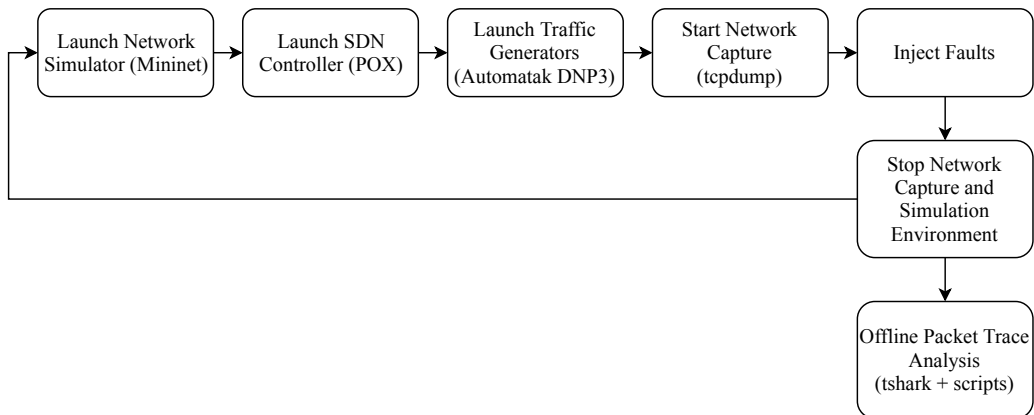 Launch Network
Simulator (Mininet)
Launch SDN
Controller (POX)
Launch Traffic
Generators
(Automatak DNP3)
Start Network
Capture
(tcpdump)
Inject Faults
Stop Network
Capture and
Simulation
Environment
Offline Packet Trace
Analysis
(tshark + scripts)